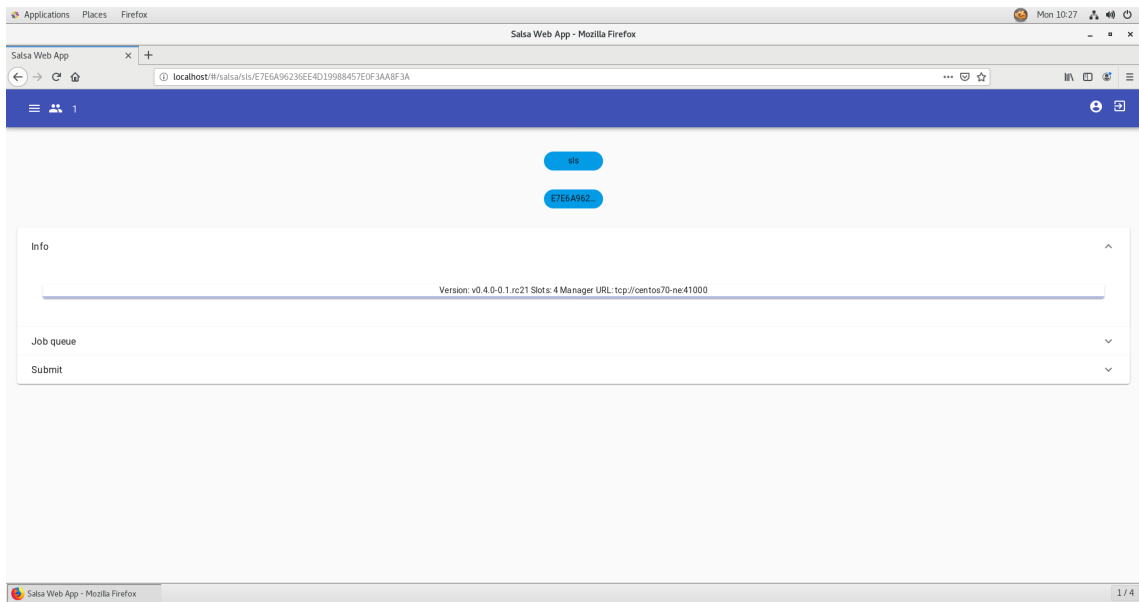 Applications Places Firefox Mon 10:27
Salsa Web App - Mozilla Firefox
Salsa Web App
localhost/#/salsa/sls/E7E6A96236EE4D19988457E0F3AA8F3A
1
sls
E7E6A962...
Info
Version: v0.4.0-0.1.rc21 Slots: 4 Manager URL: tcp://centos70-ne:41000
Job queue
Submit
Salsa Web App - Mozilla Firefox 1 / 4